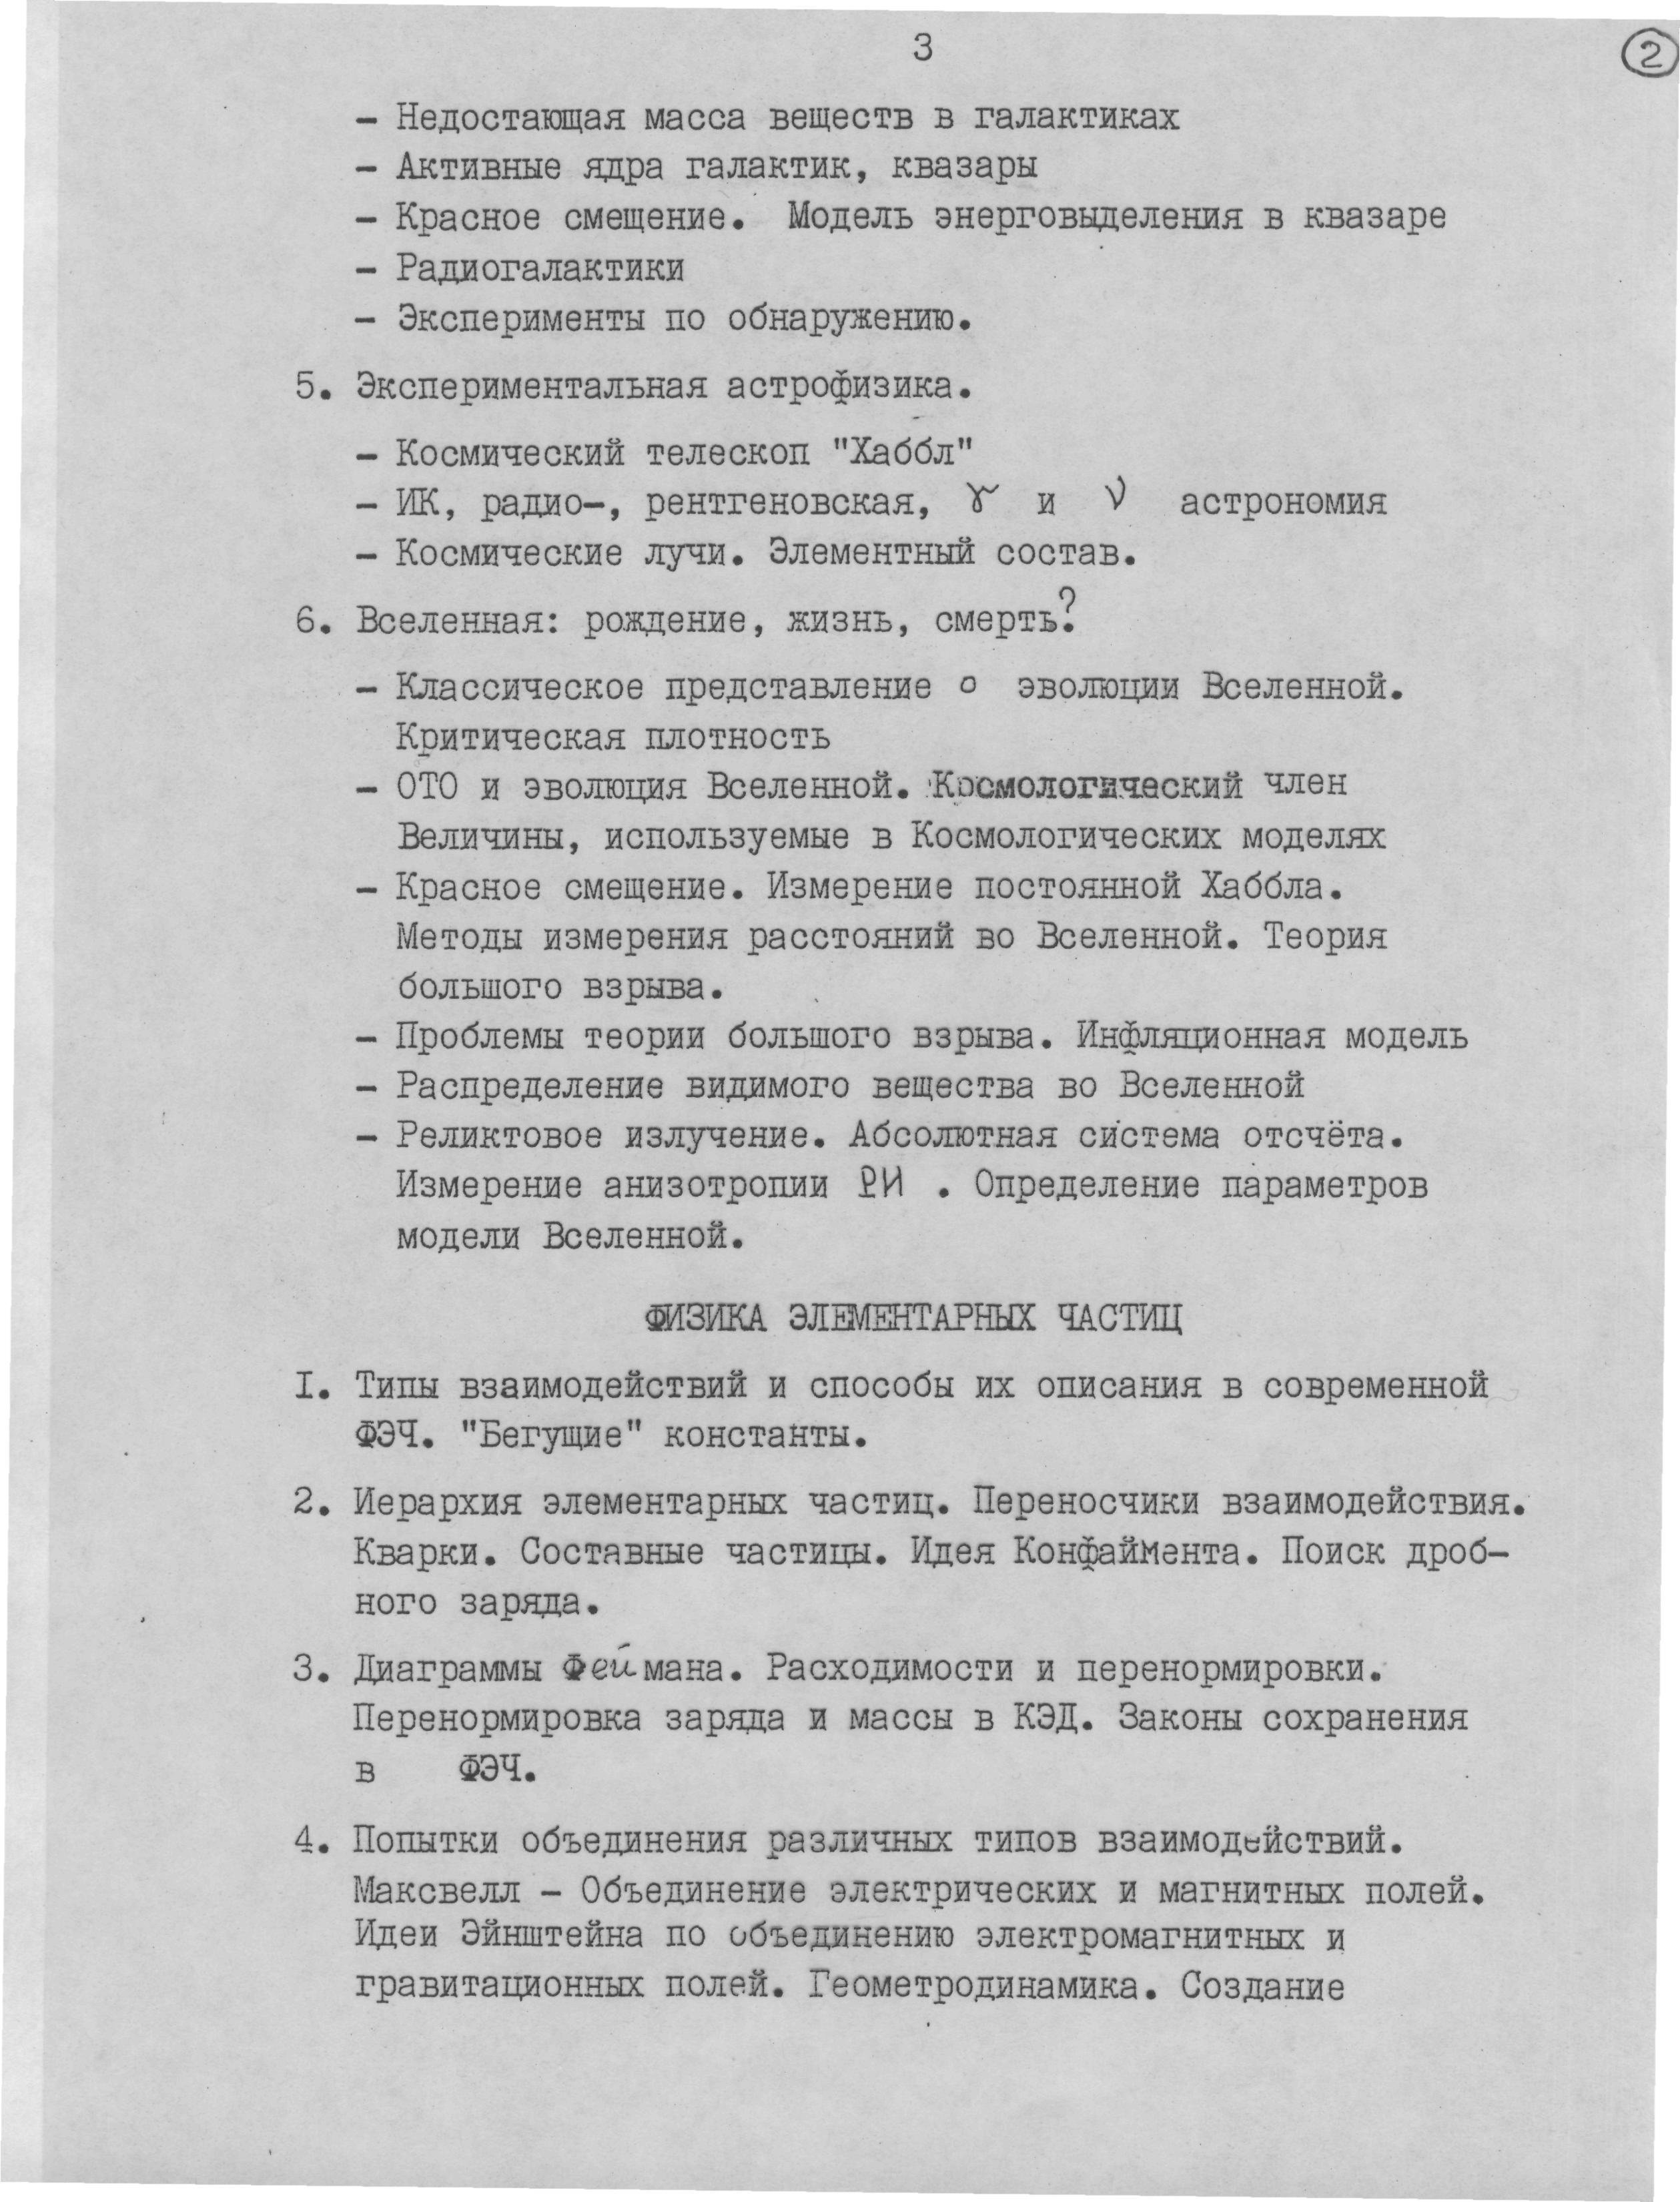 3
2
- Недостающая масса веществ в галактиках
- Активные ядра галактик, квазары
- Красное смещение. Модель энерговыделения в квазаре
- Радиогалактики
- Эксперименты по обнаружению.
5. Экспериментальная астрофизика.
- Космический телескоп "Хаббл"
- ИК, радио-, рентгеновская, γ и ν астрономия
- Космические лучи. Элементный состав.
6. Вселенная: рождение, жизнь, смерть?
- Классическое представление о эволюции Вселенной.
Критическая плотность
- ОТО и эволюция Вселенной. Космологический член
Величины, используемые в Космологических моделях
- Красное смещение. Измерение постоянной Хаббла.
Методы измерения расстояний во Вселенной. Теория
большого взрыва.
- Проблемы теории большого взрыва. Инфляционная модель
- Распределение видимого вещества во Вселенной
- Реликтовое излучение. Абсолютная система отсчёта.
Измерение анизотропии РИ . Определение параметров
модели Вселенной.
ФИЗИКА ЭЛЕМЕНТАРНЫХ ЧАСТИЦ
I. Типы взаимодействий и способы их описания в современной
ФЭЧ. "Бегущие" константы.
2. Иерархия элементарных частиц. Переносчики взаимодействия.
Кварки. Составные частицы. Идея Конфаймента. Поиск дроб-
ного заряда.
3. Диаграммы Феймана. Расходимости и перенормировки.
Перенормировка заряда и массы в КЭД. Законы сохранения
в ФЭЧ.
4. Попытки объединения различных типов взаимодействий.
Максвелл - Объединение электрических и магнитных полей.
Идеи Эйнштейна по объединению электромагнитных и
гравитационных полей. Геометродинамика. Создание